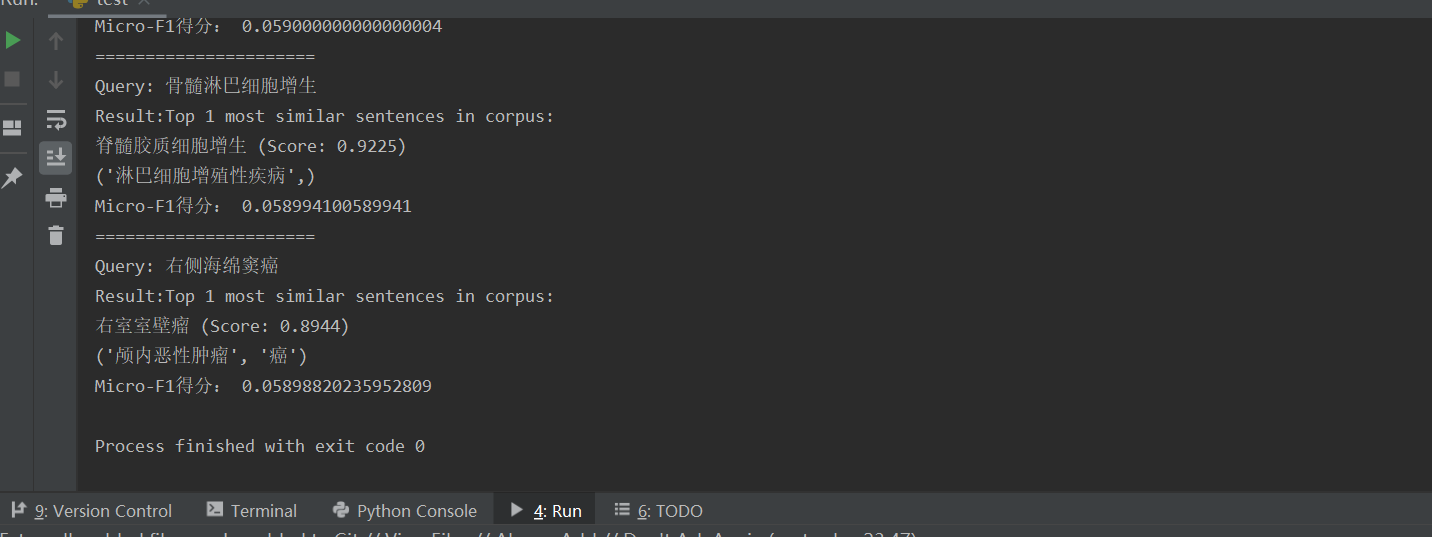 Run:
test
Micro-F1得分： 0.059000000000000004
======================
Query: 骨髓淋巴细胞增生
Result:Top 1 most similar sentences in corpus:
脊髓胶质细胞增生 (Score: 0.9225)
('淋巴细胞增殖性疾病',)
Micro-F1得分： 0.058994100589941
======================
Query: 右侧海绵窦癌
Result:Top 1 most similar sentences in corpus:
右室室壁瘤 (Score: 0.8944)
('颅内恶性肿瘤', '癌')
Micro-F1得分： 0.05898820235952809
Process finished with exit code 0
9: Version Control
Terminal
Python Console
4: Run
6: TODO